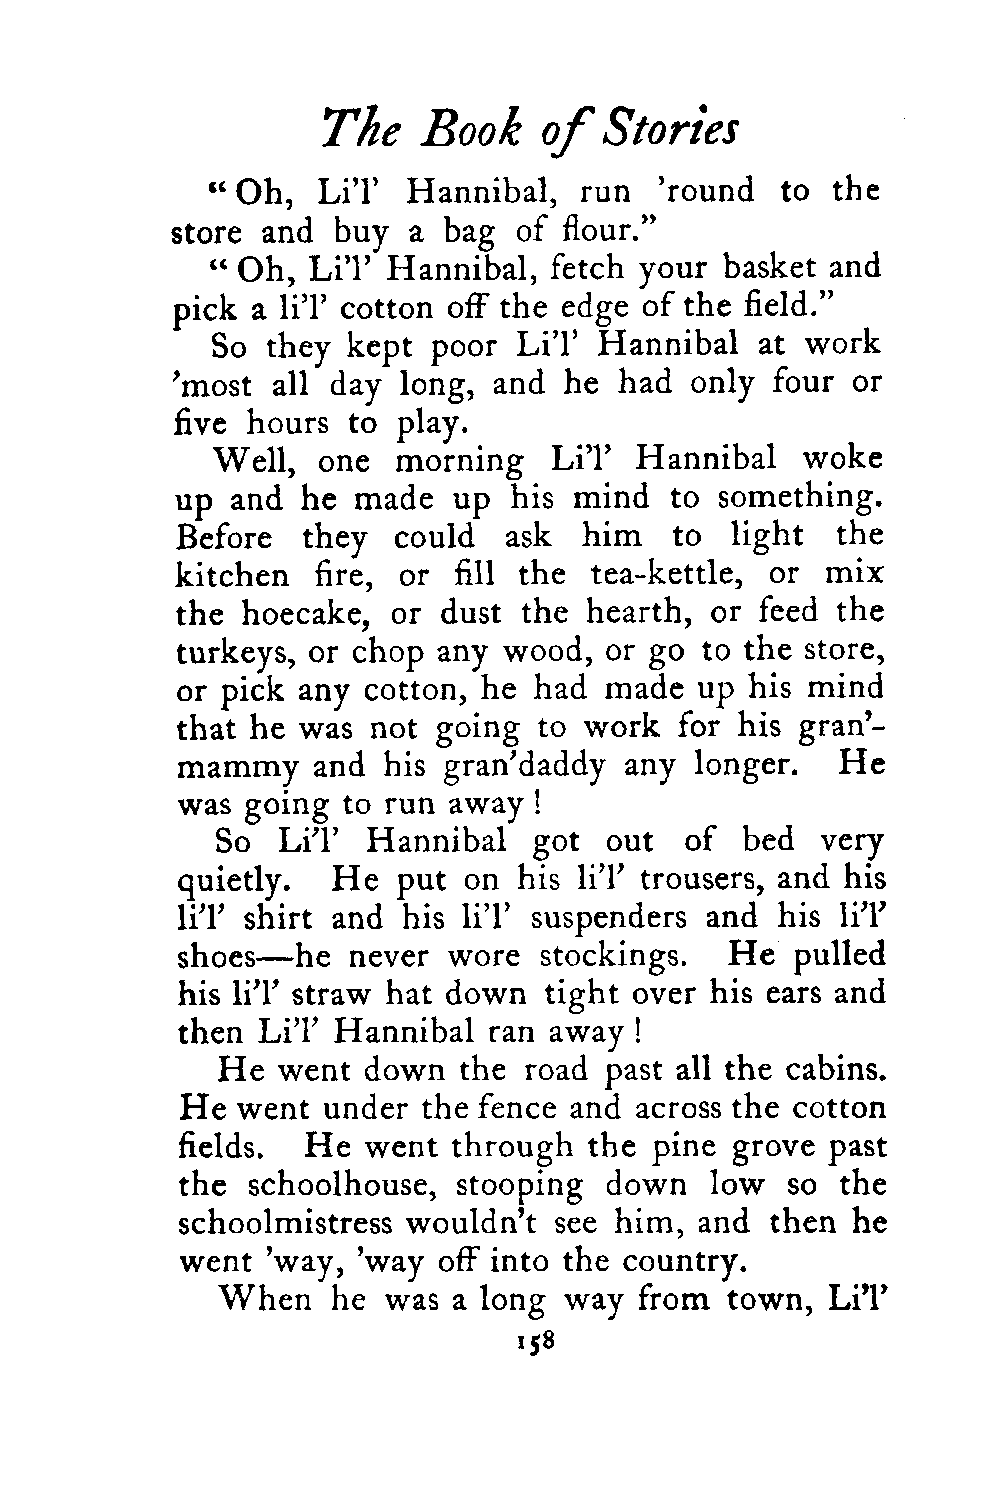 The Book of Stories
“ Oh, Li’l’ Hannibal, run ’round to the
store and buy a bag of flour.”
“ Oh, Li’l’ Hannibal, fetch your basket and
pick a li’l’ cotton off the edge of the field.”
So they kept poor Li’l’ Hannibal at work
’most all day long, and he had only four or
five hours to play.
Well, one morning Li’l’ Hannibal woke
up and he made up his mind to something.
Before they could ask him to light the
kitchen fire, or fill the tea-kettle, or mix
the hoecake, or dust the hearth, or feed the
turkeys, or chop any wood, or go to the store,
or pick any cotton, he had made up his mind
that he was not going to work for his gran’-
mammy and his gran’daddy any longer. He
was going to run away !
So Li’l’ Hannibal got out of bed very
quietly. He put on his li’l’ trousers, and his
li’l’ shirt and his li’l’ suspenders and his li’l’
shoes—he never wore stockings. He pulled
his li’l’ straw hat down tight over his ears and
then Li’l’ Hannibal ran away !
He went down the road past all the cabins.
He went under the fence and across the cotton
fields. He went through the pine grove past
the schoolhouse, stooping down low so the
schoolmistress wouldn’t see him, and then he
went ’way, ’way off into the country.
When he was a long way from town, Li’l’
158